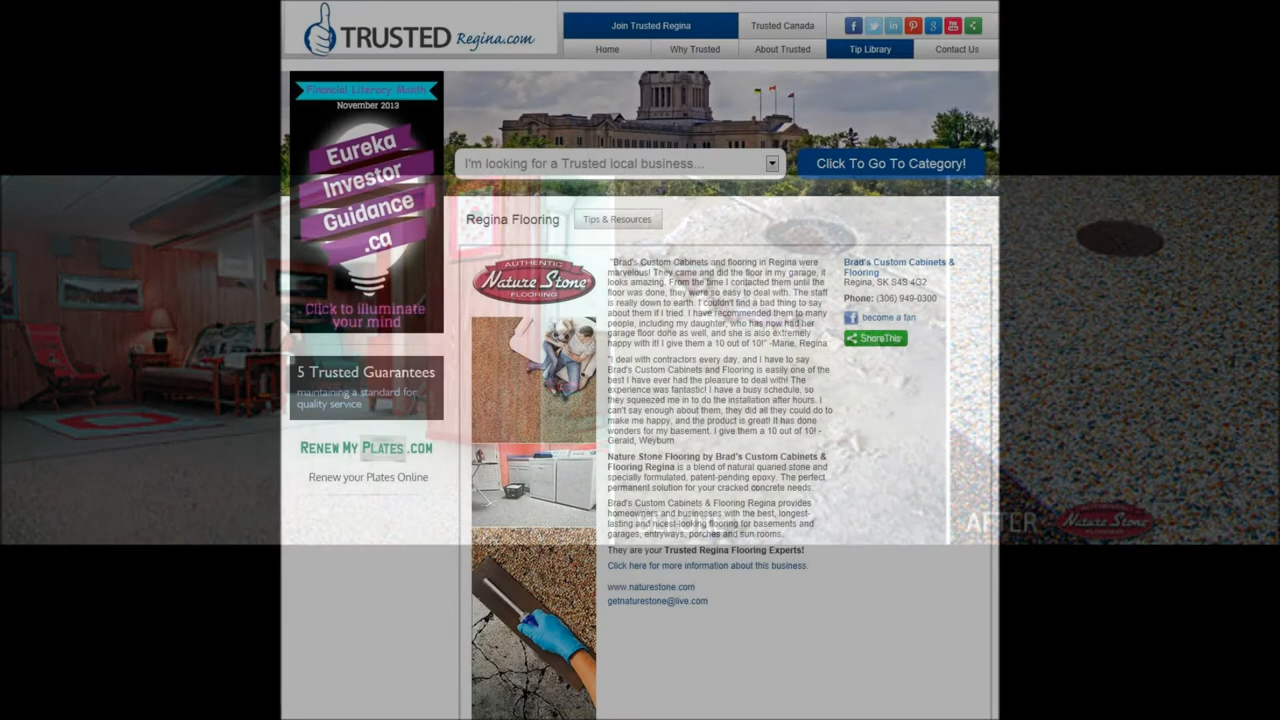 TRUSTED Regina.com
Join Trusted Regina
Trusted Canada
Home
Why Trusted
About Trusted
Tip Library
Contact Us
Financial Literacy Month
November 2013
Eureka
Investor
Guidance
.ca
Click to illuminate
your mind
I'm looking for a Trusted local business...
Click To Go To Category!
Regina Flooring
Tips & Resources
AUTHENTIC
Nature Stone
FLOORING
"Brad's Custom Cabinets and flooring in Regina were
marvelous! They came and did the floor in my garage, it
looks amazing. From the time I contacted them until the
floor was done, they were so easy to deal with. The staff
is really down to earth. I couldn't find a bad thing to say
about them if I tried. I have recommended them to many
people, including my daughter, who has now had her
garage floor done as well, and she is also extremely
happy with it! I give them a 10 out of 10!" -Marie, Regina
"I deal with contractors every day, and I have to say
Brad's Custom Cabinets and Flooring is easily one of the
best I have ever had the pleasure to deal with! The
experience was fantastic! I have a busy schedule, so
they squeezed me in to do the installation after hours. I
can't say enough about them, they did all they could do to
make me happy, and the product is great! It has done
wonders for my basement. I give them a 10 out of 10! -
Gerald, Weyburn
Nature Stone Flooring by Brad's Custom Cabinets &
Flooring Regina is a blend of natural quaried stone and
specially formulated, patent-pending epoxy. The perfect
permanent solution for your cracked concrete needs.
Brad's Custom Cabinets & Flooring Regina provides
homeowners and businesses with the best, longest-
lasting and nicest-looking flooring for basements and
garages, entryways, porches and sun rooms.
They are your Trusted Regina Flooring Experts!
Click here for more information about this business.
www.naturestone.com
getnaturestone@live.com
Brad's Custom Cabinets &
Flooring
Regina, SK S4S 4G2
Phone: (306) 949-0300
become a fan
ShareThis
5 Trusted Guarantees
maintaining a standard for
quality service
RENEW MY PLATES .COM
Renew your Plates Online
AFTER
Nature Stone